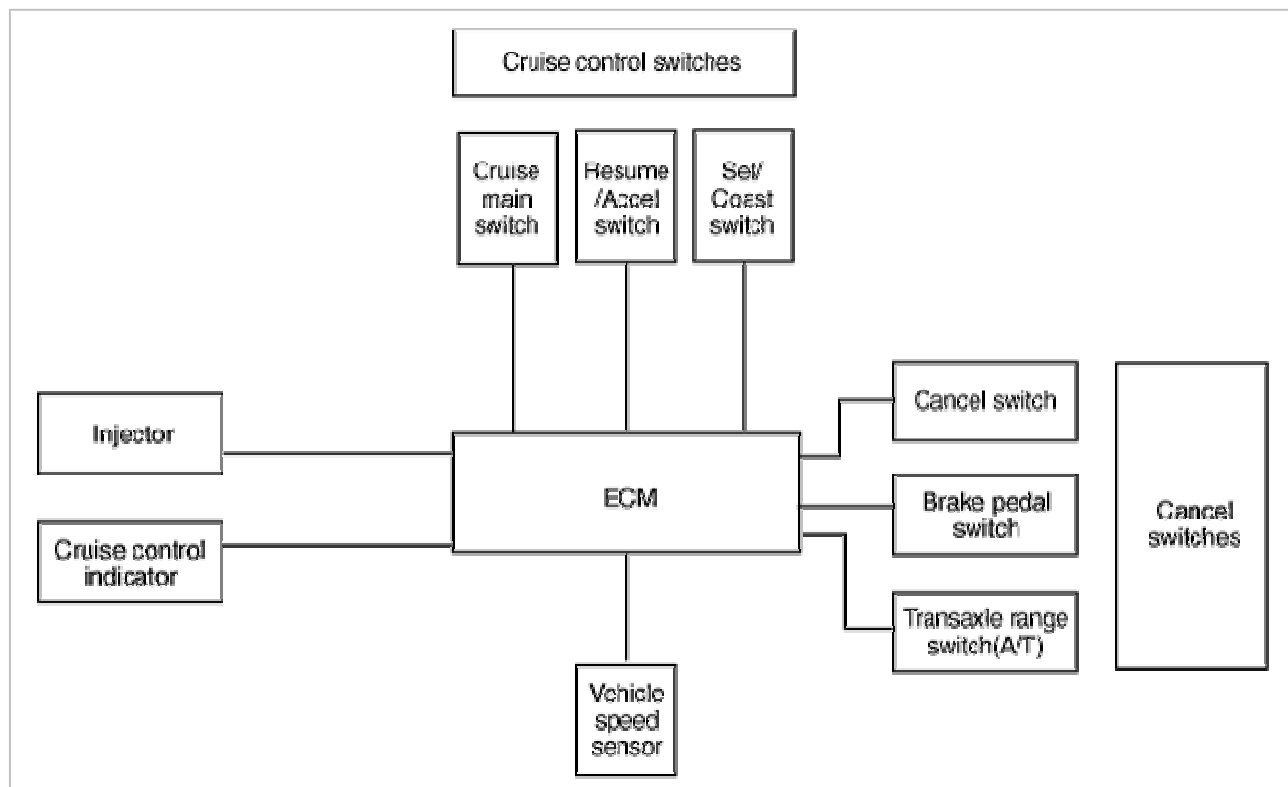 Cruise control switches
Cruise
main
switch
Resume
/Accel
switch
Set/
Coast
switch
Injector
Cruise control
indicator
ECM
Cancel switch
Brake pedal
switch
Transaxle range
switch(A/T)
Cancel
switches
Vehicle
speed
sensor